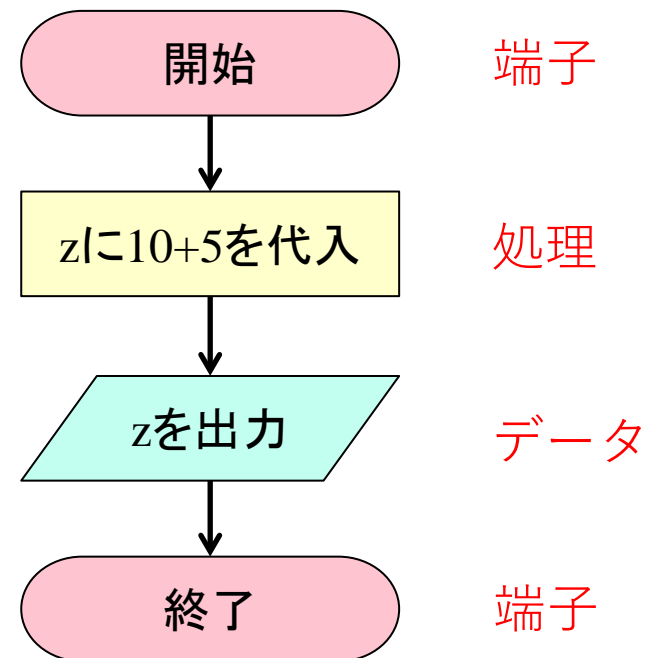 開始
端子
zに10+5を代入
処理
zを出力
データ
終了
端子